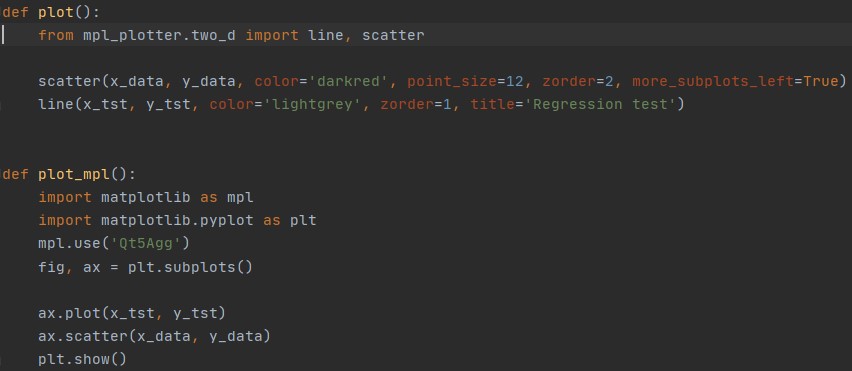 def plot():
    from mpl_plotter.two_d import line, scatter
    scatter(x_data, y_data, color='darkred', point_size=12, zorder=2, more_subplots_left=True)
    line(x_tst, y_tst, color='lightgrey', zorder=1, title='Regression test')
def plot_mpl():
    import matplotlib as mpl
    import matplotlib.pyplot as plt
    mpl.use('Qt5Agg')
    fig, ax = plt.subplots()
    ax.plot(x_tst, y_tst)
    ax.scatter(x_data, y_data)
    plt.show()